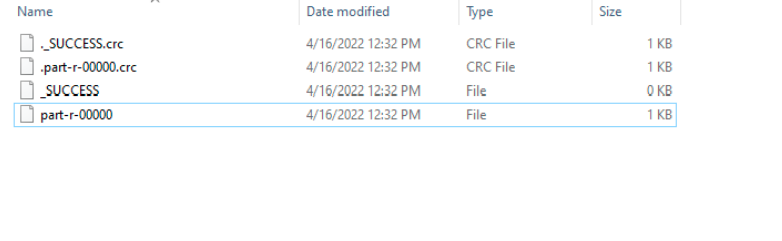 Name Date modified Type Size
._SUCCESS.crc 4/16/2022 12:32 PM CRC File 1 KB
.part-r-00000.crc 4/16/2022 12:32 PM CRC File 1 KB
_SUCCESS 4/16/2022 12:32 PM File 0 KB
part-r-00000 4/16/2022 12:32 PM File 1 KB